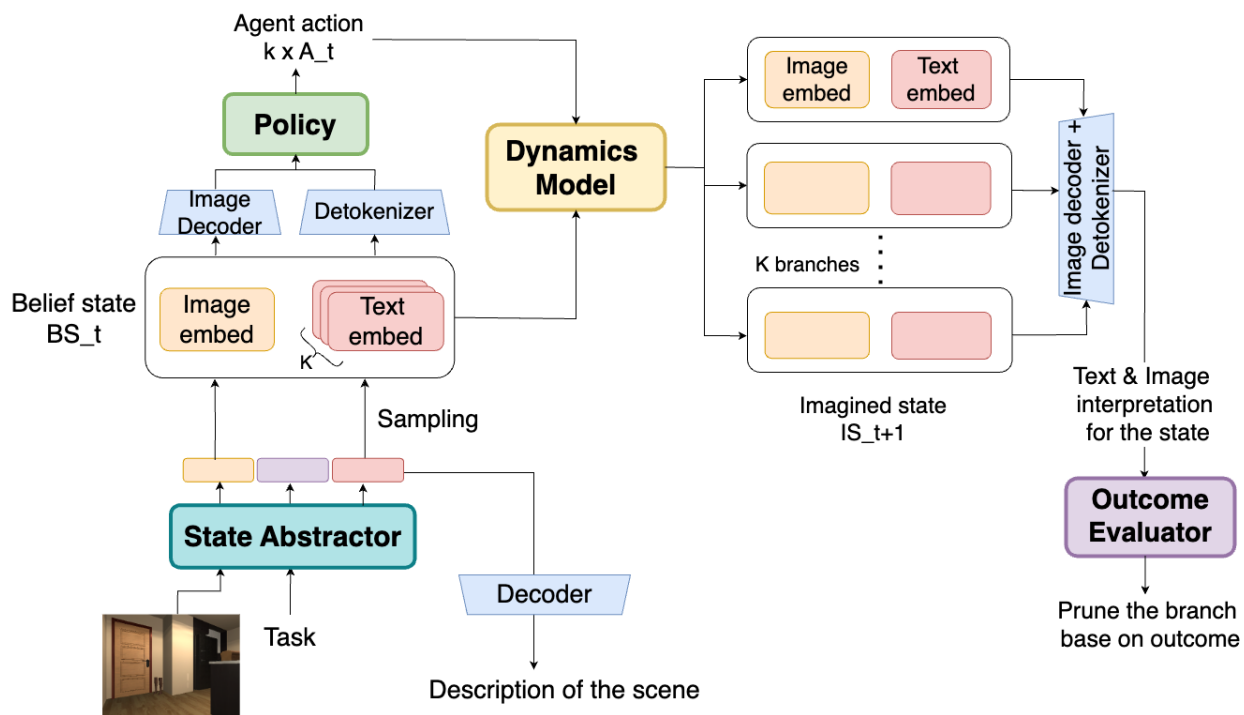 Agent action
k x A_t
Policy
Image
Decoder
Detokenizer
Belief state
BS_t
Image
embed
Text
embed
K
Sampling
State Abstractor
Task
Decoder
Description of the scene
Dynamics
Model
Image
embed
Text
embed
K branches
Imagined state
IS_t+1
Image decoder +
Detokenizer
Text & Image
interpretation
for the state
Outcome
Evaluator
Prune the branch
base on outcome